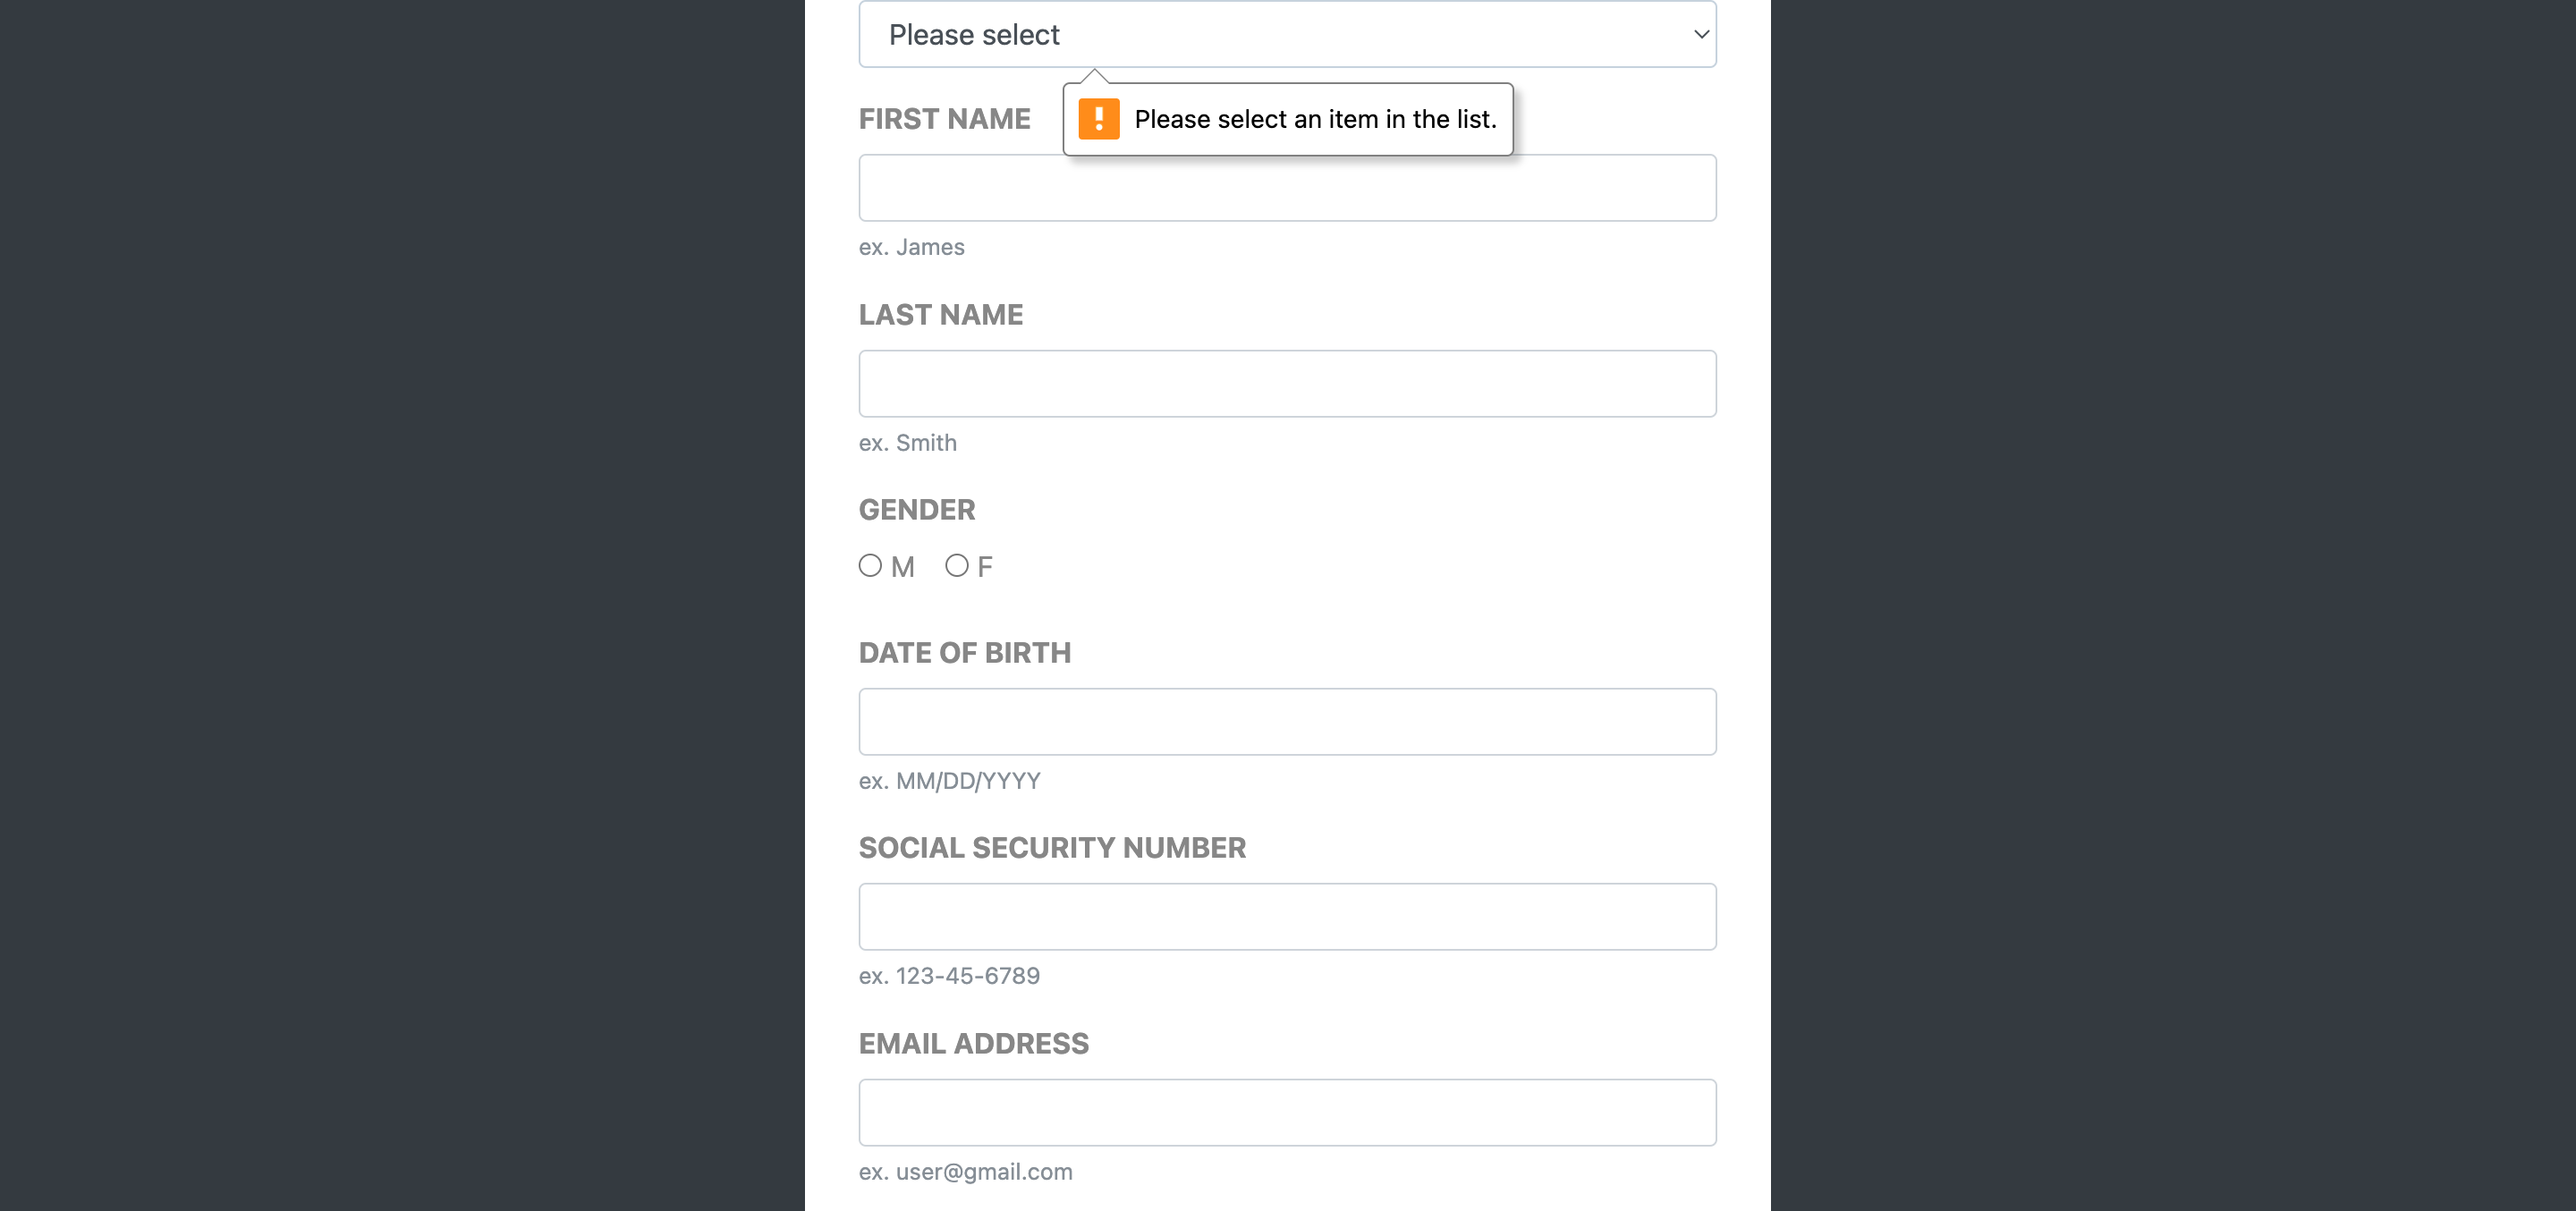 Please select
Please select an item in the list.
FIRST NAME
ex. James
LAST NAME
ex. Smith
GENDER
M F
DATE OF BIRTH
ex. MM/DD/YYYY
SOCIAL SECURITY NUMBER
ex. 123-45-6789
EMAIL ADDRESS
ex. user@gmail.com